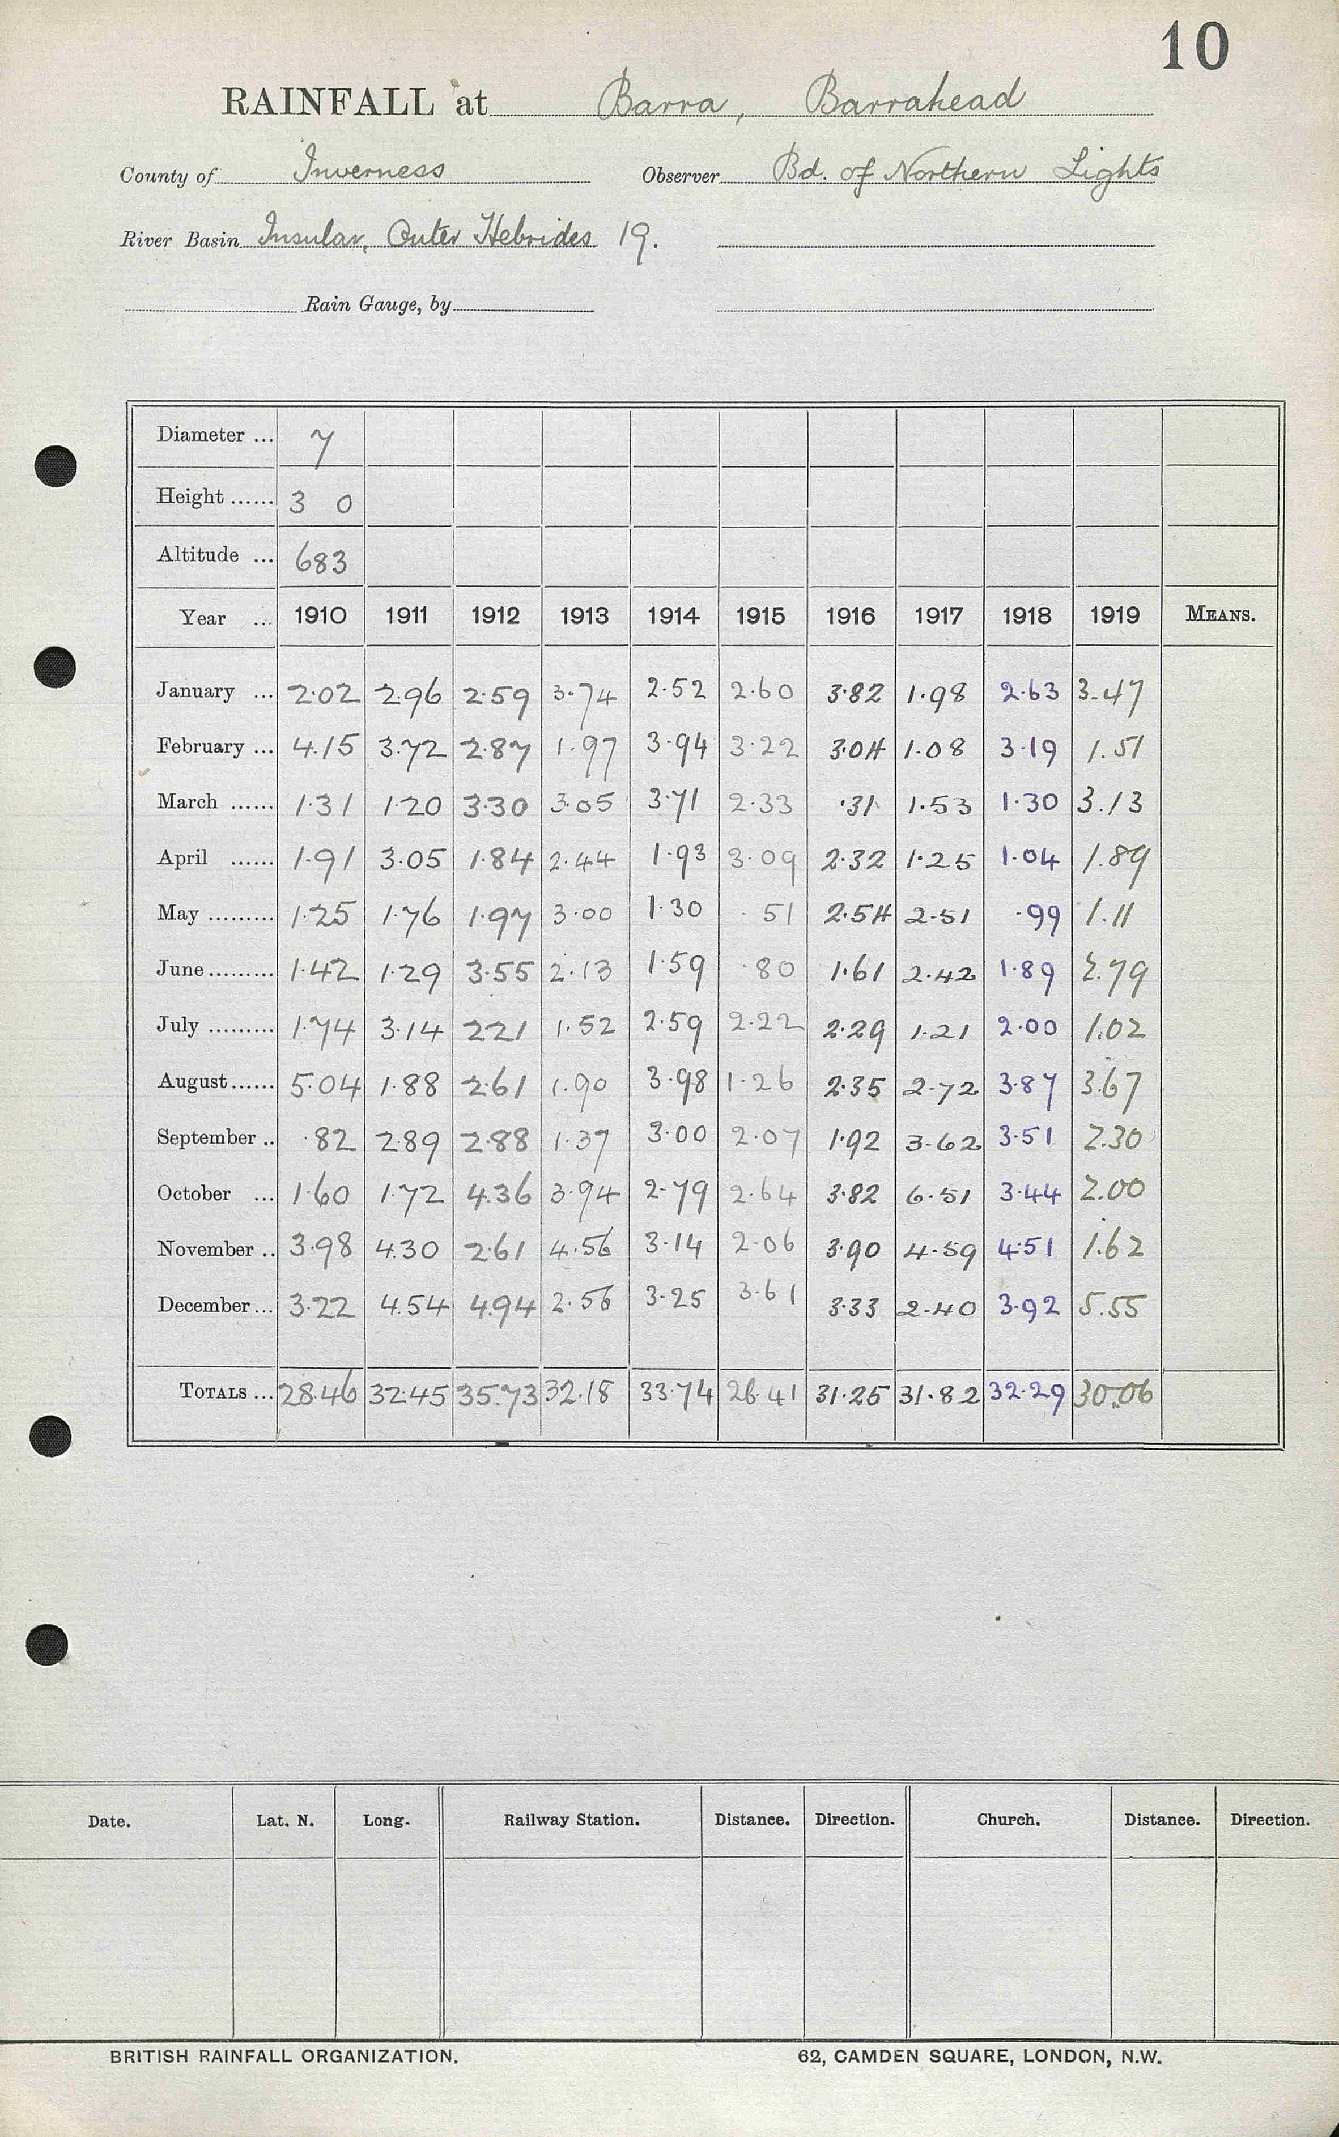 10
RAINFALL at Barra, Barrahead
County of Inverness Observer Bd. of Northern Lights
River Basin Insular, Outer Hebrides 19.
Rain Gauge, by
Diameter ... 7
Height ...... 3 0
Altitude ... 683
Year ... 1910 1911 1912 1913 1914 1915 1916 1917 1918 1919 MEANS.
January ... 2.02 2.96 2.59 3.74 2.52 2.60 3.82 1.98 2.63 3.47
February ... 4.15 3.72 2.87 1.97 3.94 3.22 3.04 1.08 3.19 1.51
March ...... 1.31 1.20 3.30 3.05 3.71 2.33 .31 1.53 1.30 3.13
April ...... 1.91 3.05 1.84 2.44 1.93 3.09 2.32 1.25 1.04 1.89
May ......... 1.25 1.76 1.97 3.00 1.30 .51 2.54 2.51 .99 1.11
June ......... 1.42 1.29 3.55 2.13 1.59 .80 1.61 2.42 1.89 2.79
July ......... 1.74 3.14 2.21 1.52 2.59 2.22 2.29 1.21 2.00 1.02
August ...... 5.04 1.88 2.61 1.90 3.98 1.26 2.35 2.72 3.87 3.67
September .. .82 2.89 2.88 1.37 3.00 2.07 1.92 3.62 3.51 2.30
October ... 1.60 1.72 4.36 3.94 2.79 2.64 3.82 6.51 3.44 2.00
November .. 3.98 4.30 2.61 4.56 3.14 2.06 3.90 4.59 4.51 1.62
December ... 3.22 4.54 4.94 2.56 3.25 3.61 3.33 2.40 3.92 5.55
TOTALS ... 28.46 32.45 35.73 32.18 33.74 26.41 31.25 31.82 32.29 30.06
Date. Lat. N. Long. Railway Station. Distance. Direction. Church. Distance. Direction.
BRITISH RAINFALL ORGANIZATION. 62, CAMDEN SQUARE, LONDON, N.W.